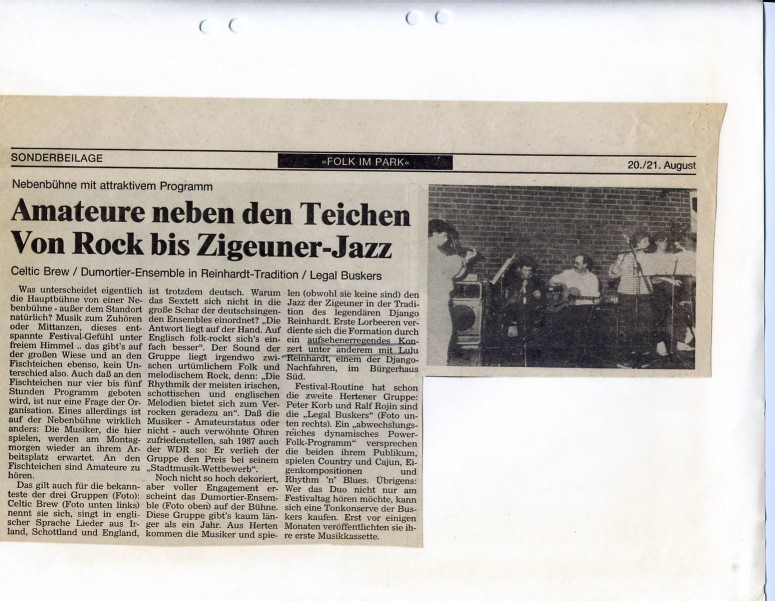 SONDERBEILAGE
»FOLK IM PARK«
20./21. August
Nebenbühne mit attraktivem Programm
Amateure neben den Teichen
Von Rock bis Zigeuner-Jazz
Celtic Brew / Dumortier-Ensemble in Reinhardt-Tradition / Legal Buskers
Was unterscheidet eigentlich
die Hauptbühne von einer Ne-
benbühne - außer dem Standort
natürlich? Musik zum Zuhören
oder Mittanzen, dieses ent-
spannte Festival-Gefühl unter
freiem Himmel .. das gibt's auf
der großen Wiese und an den
Fischteichen ebenso, kein Un-
terschied also. Auch daß an den
Fischteichen nur vier bis fünf
Stunden Programm geboten
wird, ist nur eine Frage der Or-
ganisation. Eines allerdings ist
auf der Nebenbühne wirklich
anders: Die Musiker, die hier
spielen, werden am Montag-
morgen wieder an ihrem Ar-
beitsplatz erwartet. An den
Fischteichen sind Amateure zu
hören.
Das gilt auch für die bekann-
teste der drei Gruppen (Foto):
Celtic Brew (Foto unten links)
nennt sie sich, singt in engli-
scher Sprache Lieder aus Ir-
land, Schottland und England,
ist trotzdem deutsch. Warum
das Sextett sich nicht in die
große Schar der deutschsingen-
den Ensembles einordnet? „Die
Antwort liegt auf der Hand. Auf
Englisch folk-rockt sich's ein-
fach besser". Der Sound der
Gruppe liegt irgendwo zwi-
schen urtümlichem Folk und
melodischem Rock, denn: „Die
Rhythmik der meisten irischen,
schottischen und englischen
Melodien bietet sich zum Ver-
rocken geradezu an". Daß die
Musiker - Amateurstatus oder
nicht - auch verwöhnte Ohren
zufriedenstellen, sah 1987 auch
der WDR so: Er verlieh der
Gruppe den Preis bei seinem
„Stadtmusik-Wettbewerb".
Noch nicht so hoch dekoriert,
aber voller Engagement er-
scheint das Dumortier-Ensem-
ble (Foto oben) auf der Bühne.
Diese Gruppe gibt's kaum län-
ger als ein Jahr. Aus Herten
kommen die Musiker und spie-
len (obwohl sie keine sind) den
Jazz der Zigeuner in der Tradi-
tion des legendären Django
Reinhardt. Erste Lorbeeren ver-
diente sich die Formation durch
ein aufsehenerregendes Kon-
zert unter anderem mit Lulu
Reinhardt, einem der Django-
Nachfahren, im Bürgerhaus
Süd.
Festival-Routine hat schon
die zweite Hertener Gruppe:
Peter Korb und Ralf Rojin sind
die „Legal Buskers" (Foto un-
ten rechts). Ein „abwechslungs-
reiches dynamisches Power-
Folk-Programm" versprechen
die beiden ihrem Publikum,
spielen Country und Cajun, Ei-
genkompositionen und
Rhythm 'n' Blues. Übrigens:
Wer das Duo nicht nur am
Festivaltag hören möchte, kann
sich eine Tonkonserve der Bus-
kers kaufen. Erst vor einigen
Monaten veröffentlichten sie ih-
re erste Musikkassette.